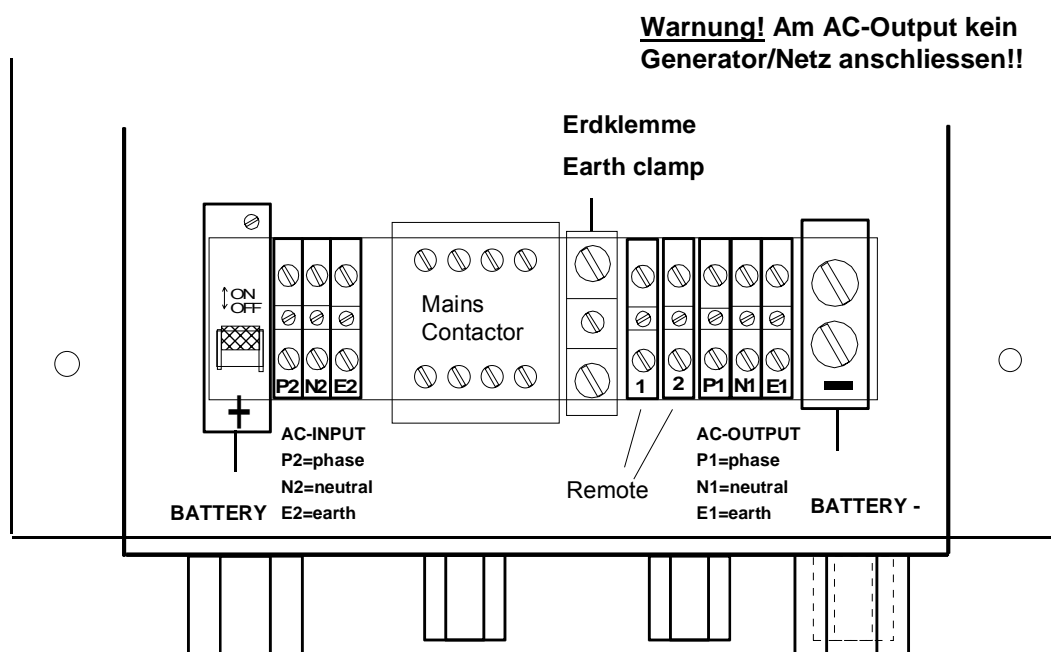 Warnung! Am AC-Output kein
Generator/Netz anschliessen!!
Erdklemme
Earth clamp
ON
OFF
Mains
Contactor
P2 N2 E2
1 2 P1 N1 E1
+
-
AC-INPUT
P2=phase
N2=neutral
E2=earth
BATTERY
Remote
AC-OUTPUT
P1=phase
N1=neutral
E1=earth
BATTERY -